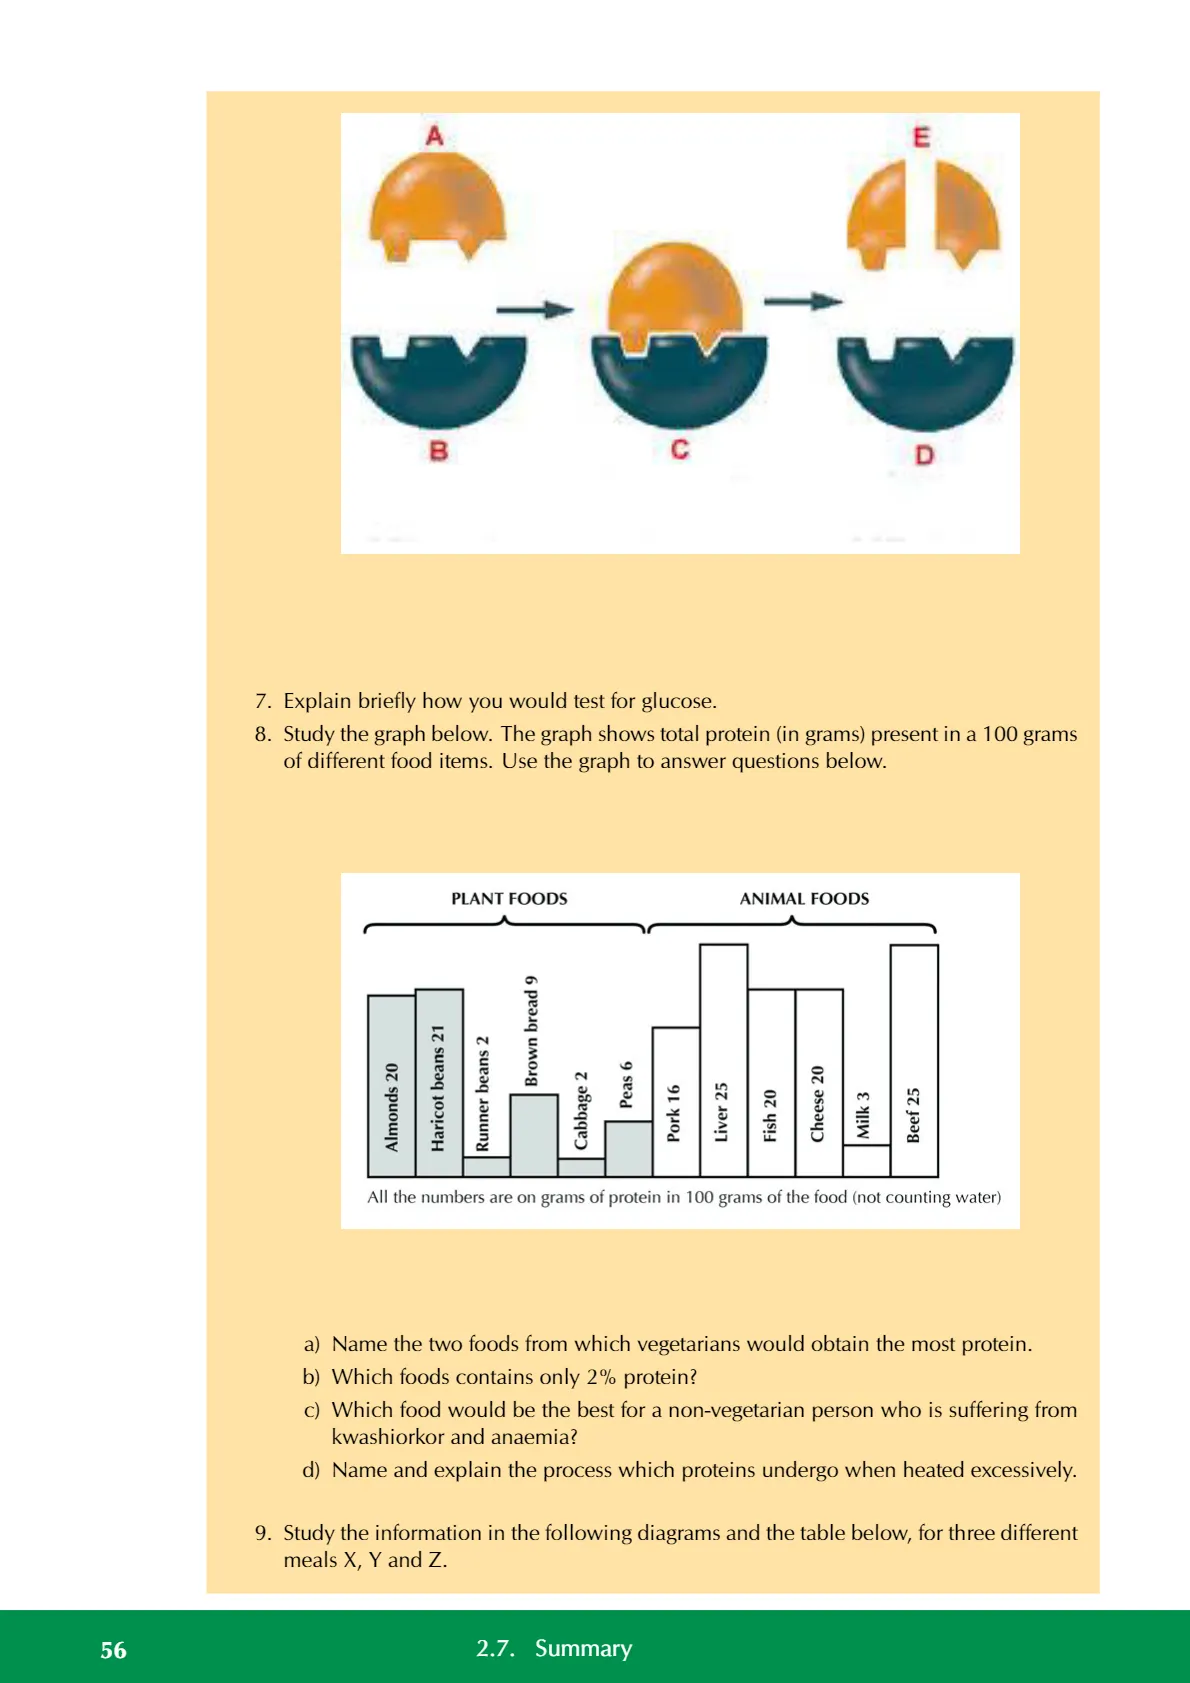 A
E
B
C
D
7. Explain briefly how you would test for glucose.
8. Study the graph below. The graph shows total protein (in grams) present in a 100 grams
of different food items. Use the graph to answer questions below.
PLANT FOODS
ANIMAL FOODS
Almonds 20
Haricot beans 21
Runner beans 2
Brown bread 9
Cabbage 2
Peas 6
Pork 16
Liver 25
Fish 20
Cheese 20
Milk 3
Beef 25
All the numbers are on grams of protein in 100 grams of the food (not counting water)
a) Name the two foods from which vegetarians would obtain the most protein.
b) Which foods contains only 2% protein?
c) Which food would be the best for a non-vegetarian person who is suffering from
kwashiorkor and anaemia?
d) Name and explain the process which proteins undergo when heated excessively.
9. Study the information in the following diagrams and the table below, for three different
meals X, Y and Z.
56
2.7. Summary